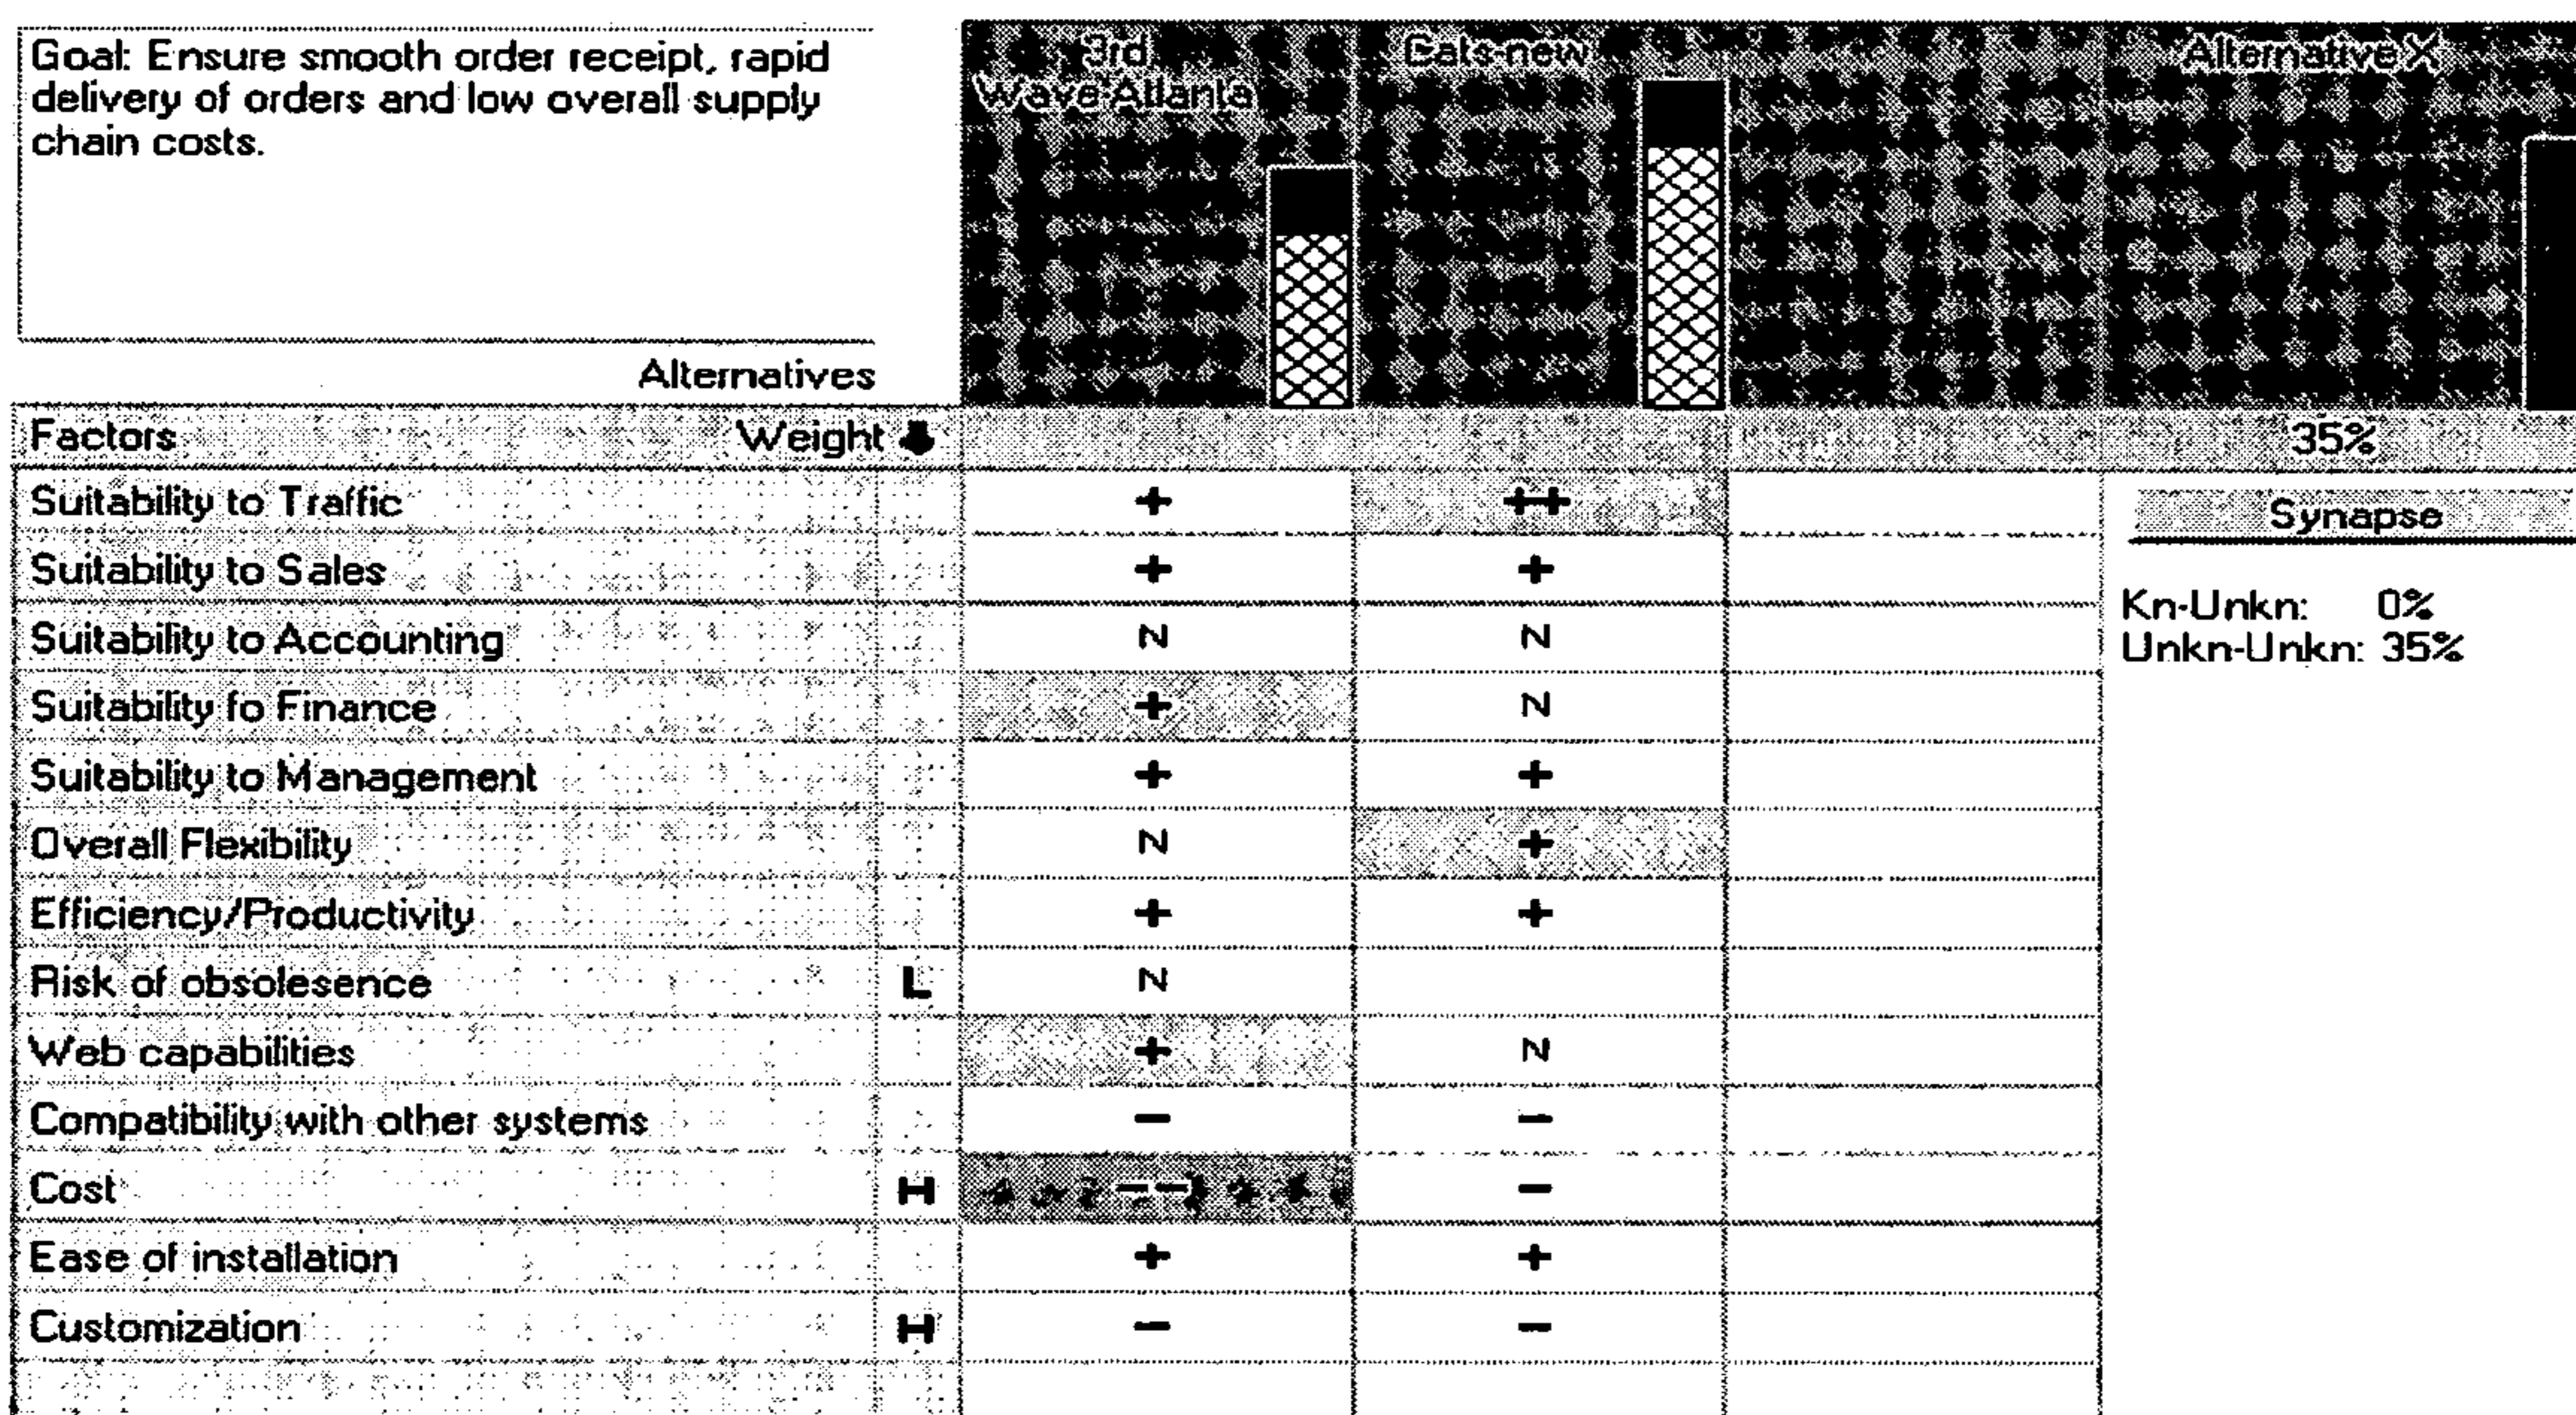 Goal: Ensure smooth order receipt, rapid
delivery of orders and low overall supply
chain costs.
Alternatives
3rd
Wave-Atlanta
Cats-new
Alternative X
Factors Weight
35%
Suitability to Traffic + ++
Synapse
Suitability to Sales + +
Kn-Unkn: 0%
Suitability to Accounting N N
Unkn-Unkn: 35%
Suitability fo Finance + N
Suitability to Management + +
Overall Flexibility N +
Efficiency/Productivity + +
Risk of obsolesence L N
Web capabilities + N
Compatibility with other systems − −
Cost H −− −
Ease of installation + +
Customization H − −